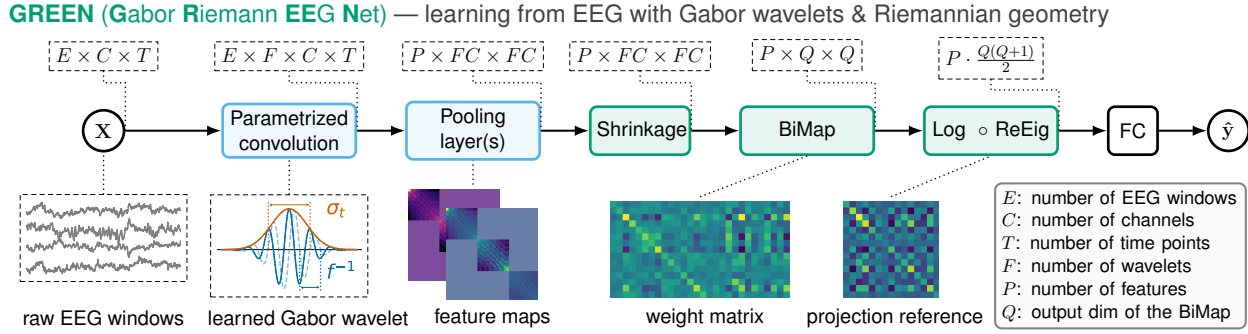 GREEN (Gabor Riemann EEG Net) — learning from EEG with Gabor wavelets & Riemannian geometry
E × C × T
E × F × C × T
P × FC × FC
P × FC × FC
P × Q × Q
P · Q(Q+1)/2
x
Parametrized
convolution
Pooling
layer(s)
Shrinkage
BiMap
Log ∘ ReEig
FC
ŷ
σt
f⁻¹
raw EEG windows
learned Gabor wavelet
feature maps
weight matrix
projection reference
E: number of EEG windows
C: number of channels
T: number of time points
F: number of wavelets
P: number of features
Q: output dim of the BiMap